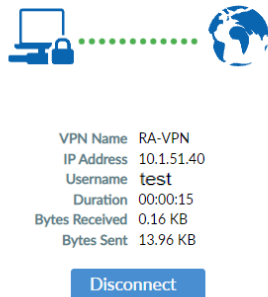 VPN Name RA-VPN
IP Address 10.1.51.40
Username test
Duration 00:00:15
Bytes Received 0.16 KB
Bytes Sent 13.96 KB
Disconnect